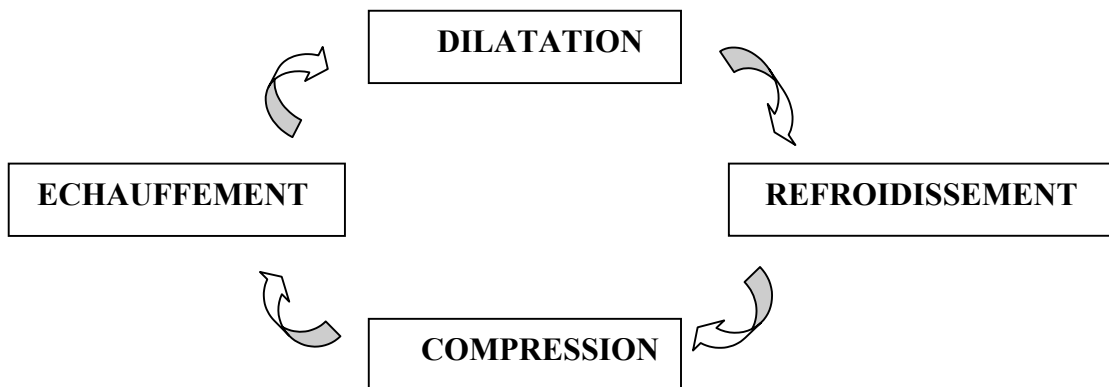 DILATATION
ECHAUFFEMENT
REFROIDISSEMENT
COMPRESSION